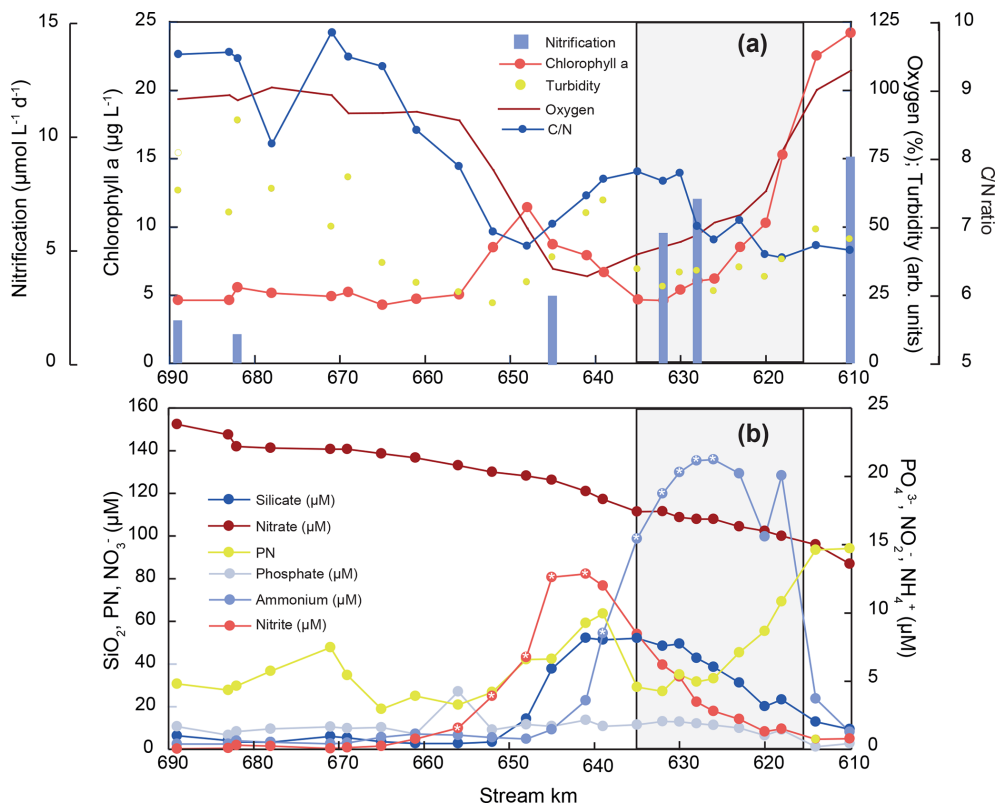 (a)
Nitrification (µmol L⁻¹ d⁻¹)
15
10
5
0
Chlorophyll a (µg L⁻¹)
25
20
15
10
5
0
Nitrification
Chlorophyll a
Turbidity
Oxygen
C/N
125
100
75
50
25
0
Oxygen (%); Turbidity (arb. units)
10
9
8
7
6
5
C/N ratio
690 680 670 660 650 640 630 620 610
(b)
SiO₂, PN, NO₃⁻ (µM)
160
140
120
100
80
60
40
20
0
Silicate (µM)
Nitrate (µM)
PN
Phosphate (µM)
Ammonium (µM)
Nitrite (µM)
25
20
15
10
5
0
PO₄³⁻, NO₂⁻, NH₄⁺ (µM)
690 680 670 660 650 640 630 620 610
Stream km